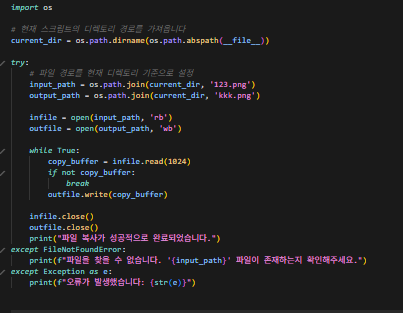 import os
# 현재 스크립트의 디렉토리 경로를 가져옵니다
current_dir = os.path.dirname(os.path.abspath(__file__))
try:
# 파일 경로를 현재 디렉토리 기준으로 설정
input_path = os.path.join(current_dir, '123.png')
output_path = os.path.join(current_dir, 'kkk.png')
infile = open(input_path, 'rb')
outfile = open(output_path, 'wb')
while True:
copy_buffer = infile.read(1024)
if not copy_buffer:
break
outfile.write(copy_buffer)
infile.close()
outfile.close()
print("파일 복사가 성공적으로 완료되었습니다.")
except FileNotFoundError:
print(f"파일을 찾을 수 없습니다. '{input_path}' 파일이 존재하는지 확인해주세요.")
except Exception as e:
print(f"오류가 발생했습니다: {str(e)}")